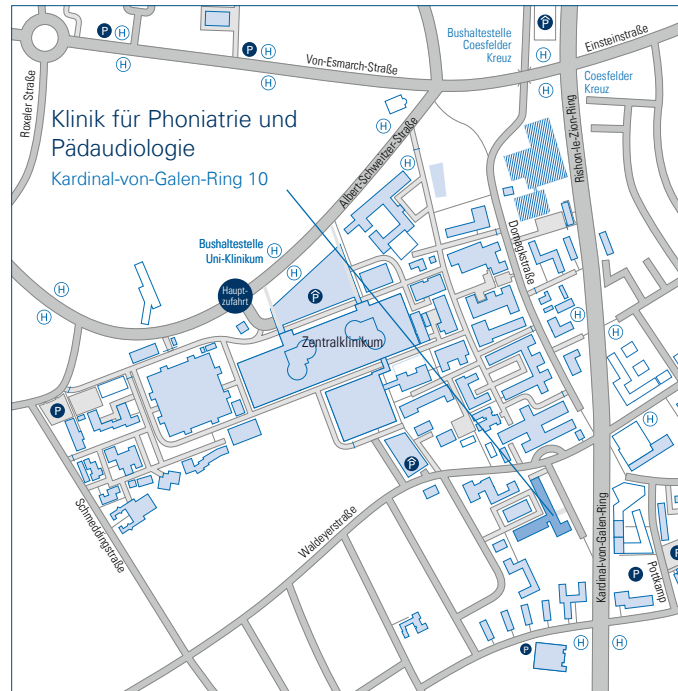 P
H
P
H
H
H
Von-Esmarch-Straße
Roxeler Straße
Bushaltestelle
Coesfelder
Kreuz
P
H
H
Einsteinstraße
Coesfelder
Kreuz
Rishon-le-Zion-Ring
Klinik für Phoniatrie und
Pädaudiologie
Kardinal-von-Galen-Ring 10
H
H
Albert-Schweitzer-Straße
Domagkstraße
Bushaltestelle
Uni-Klinikum
H
H
Haupt-
zufahrt
P
H
H
H
H
Zentralklinikum
P
H
P
Schmeddingstraße
Waldeyerstraße
Kardinal-von-Galen-Ring
Pottkamp
P
P
P
H
H